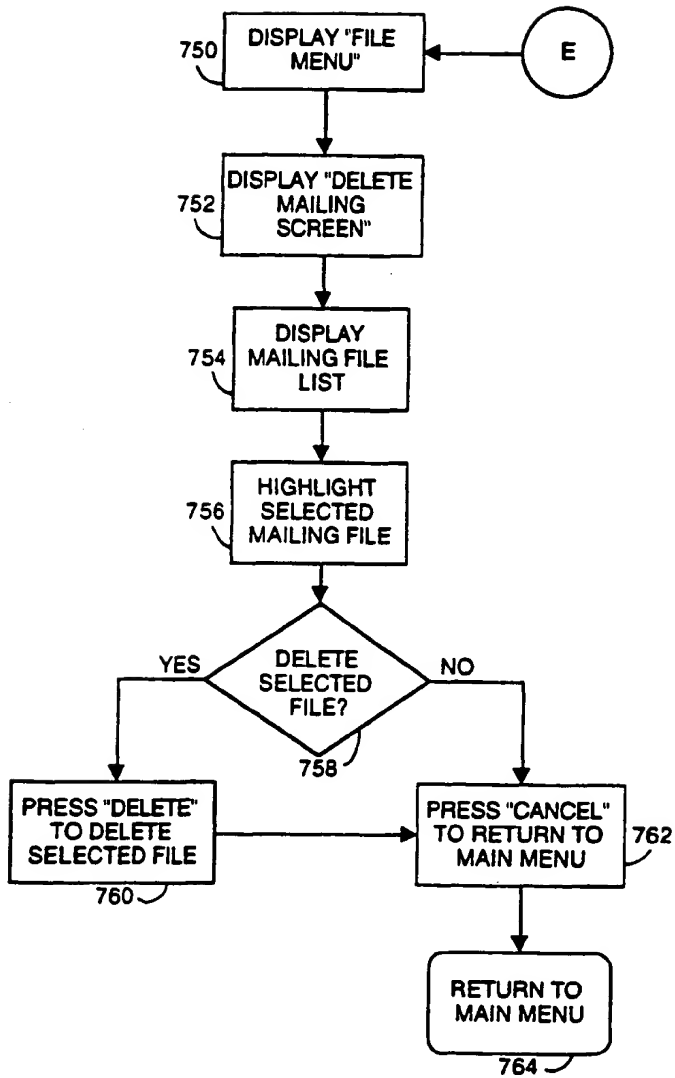 DISPLAY "FILE
MENU"
750
E
DISPLAY "DELETE
MAILING
SCREEN"
752
DISPLAY
MAILING FILE
LIST
754
HIGHLIGHT
SELECTED
MAILING FILE
756
YES
DELETE
SELECTED
FILE?
NO
758
PRESS "DELETE"
TO DELETE
SELECTED FILE
760
PRESS "CANCEL"
TO RETURN TO
MAIN MENU
762
RETURN TO
MAIN MENU
764